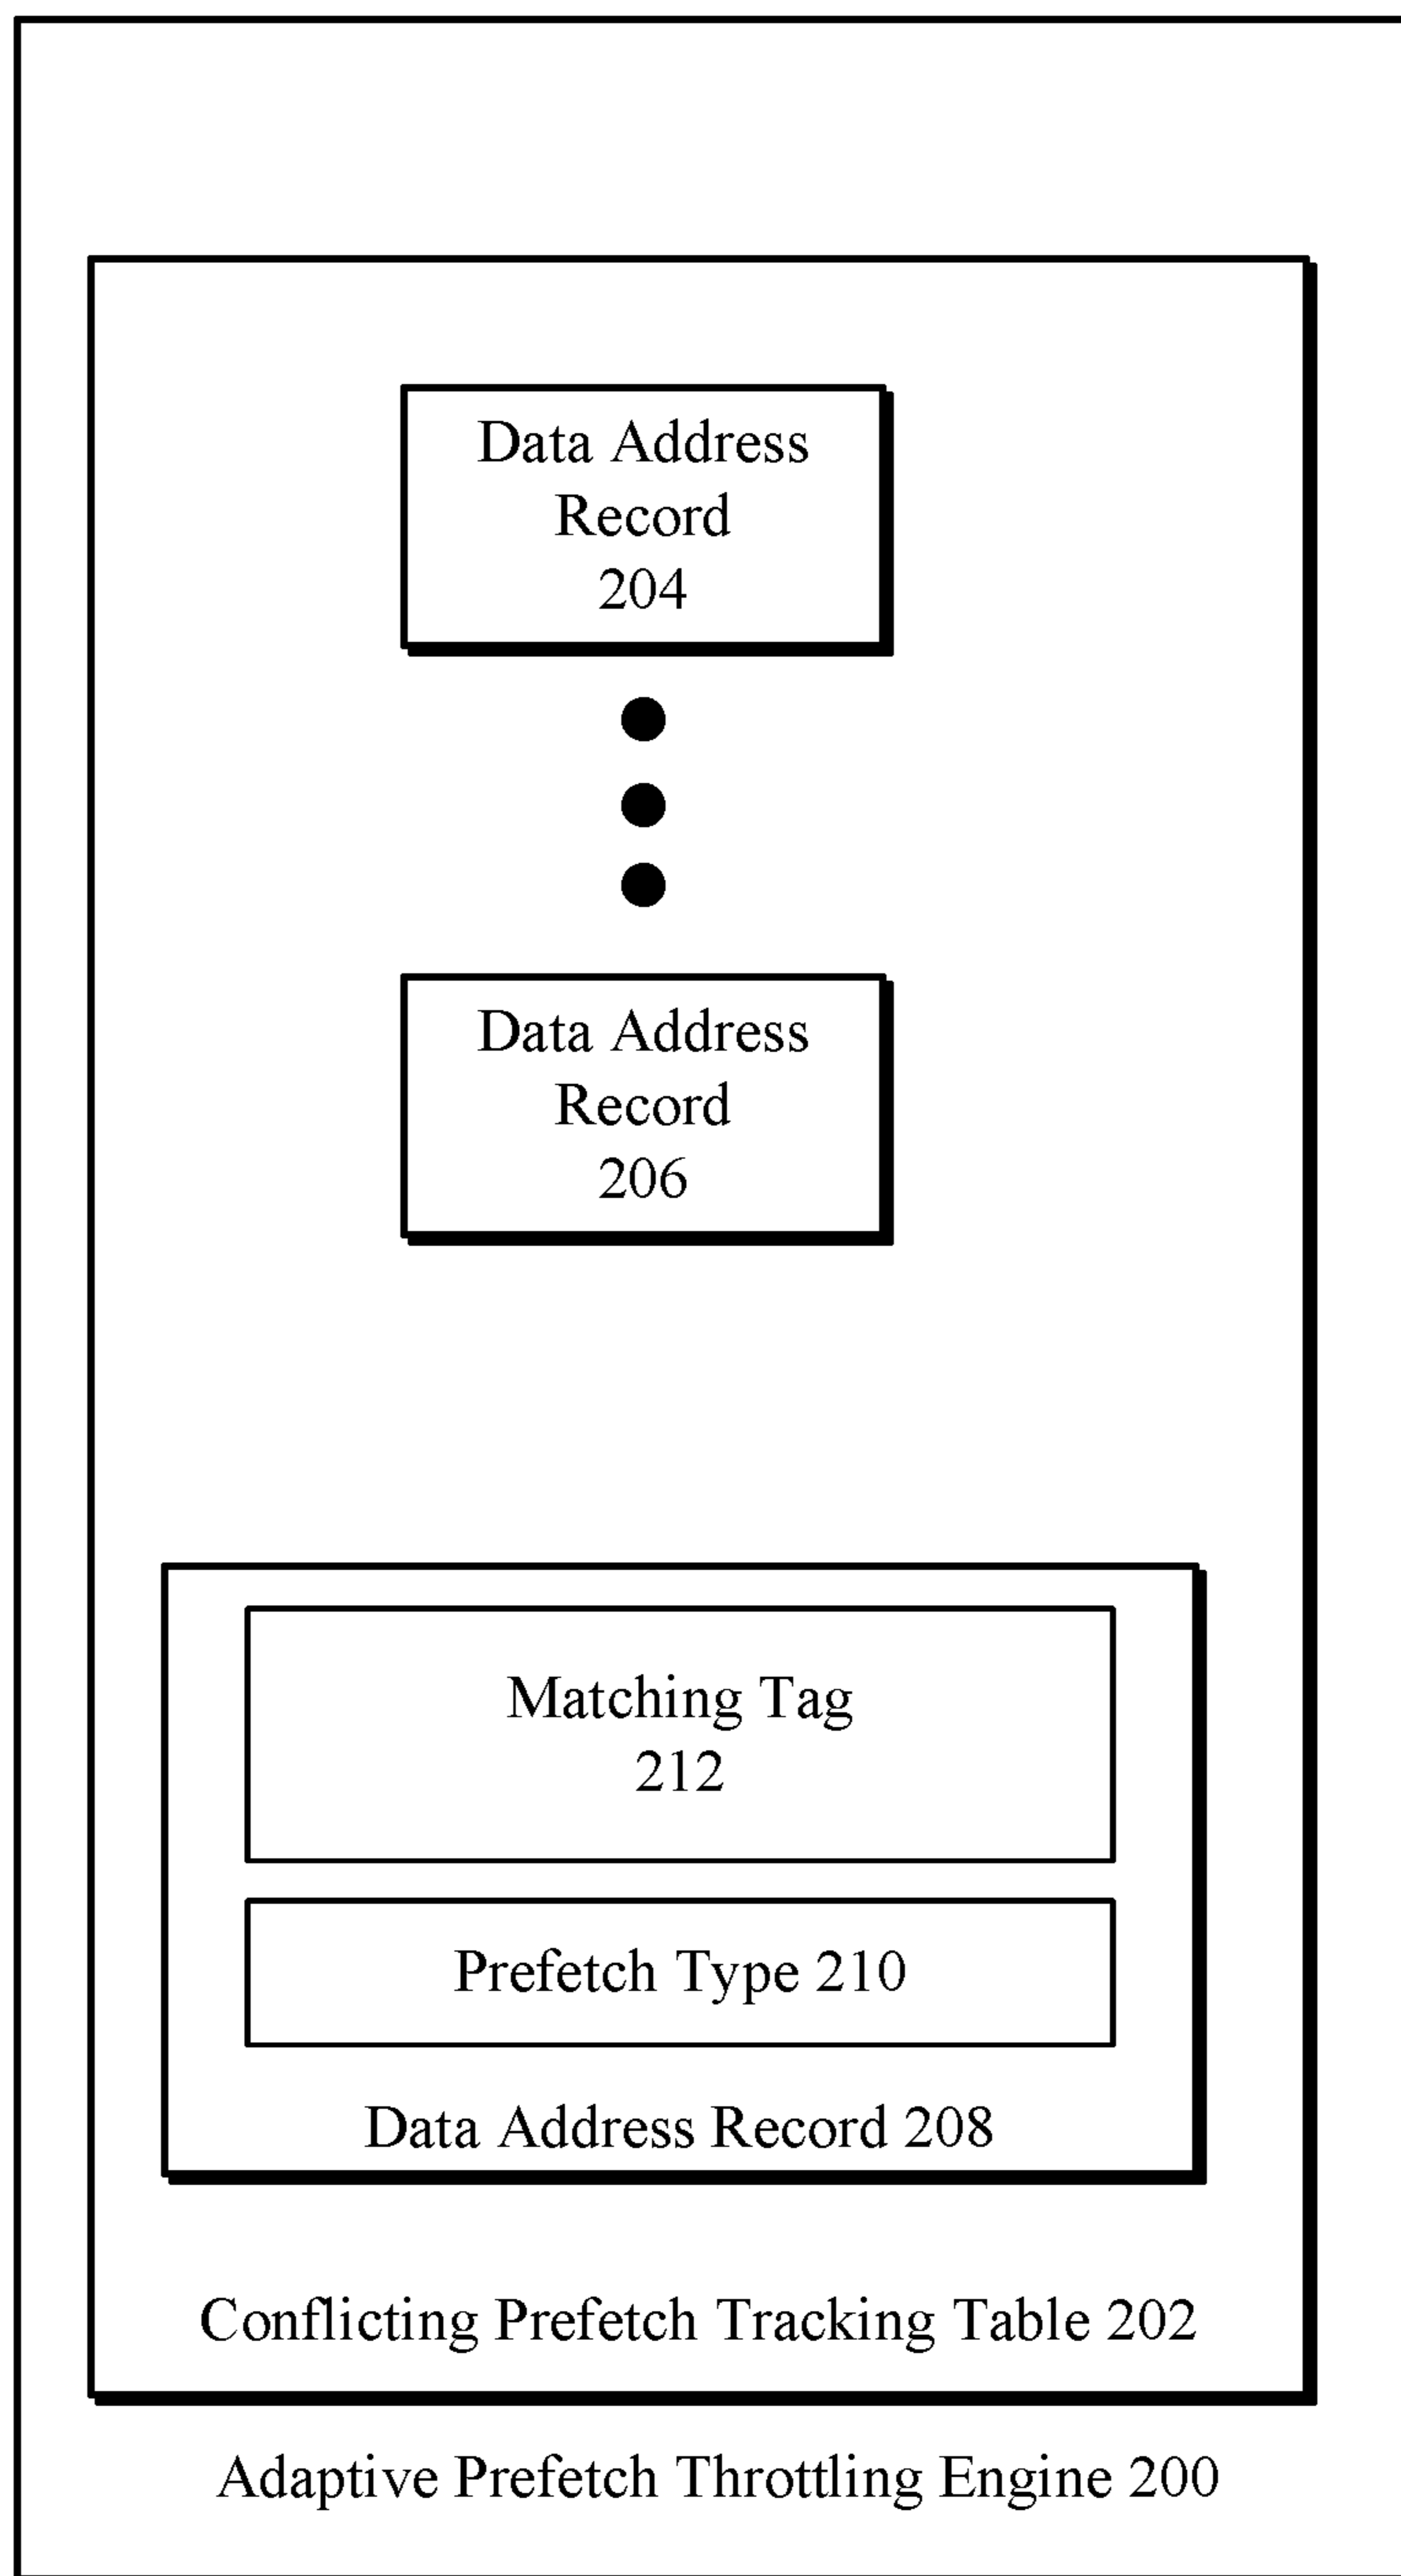 Data Address
Record
204
Data Address
Record
206
Matching Tag
212
Prefetch Type 210
Data Address Record 208
Conflicting Prefetch Tracking Table 202
Adaptive Prefetch Throttling Engine 200